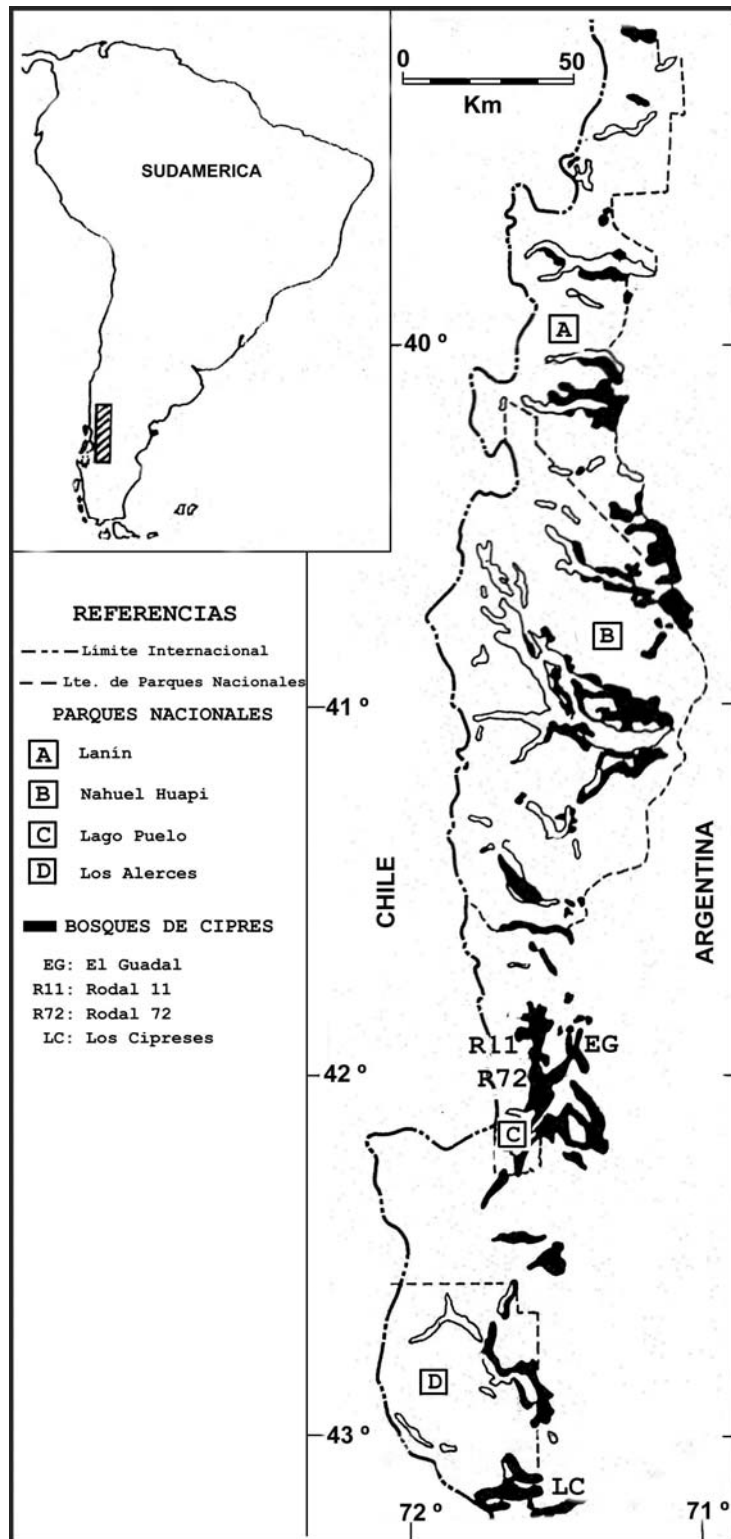 SUDAMERICA
0 50
Km
40°
41°
42°
43°
72° 71°
A
B
C
D
CHILE
ARGENTINA
R11
EG
R72
LC
REFERENCIAS
Límite Internacional
Lte. de Parques Nacionales
PARQUES NACIONALES
A Lanín
B Nahuel Huapi
C Lago Puelo
D Los Alerces
BOSQUES DE CIPRES
EG: El Guadal
R11: Rodal 11
R72: Rodal 72
LC: Los Cipreses